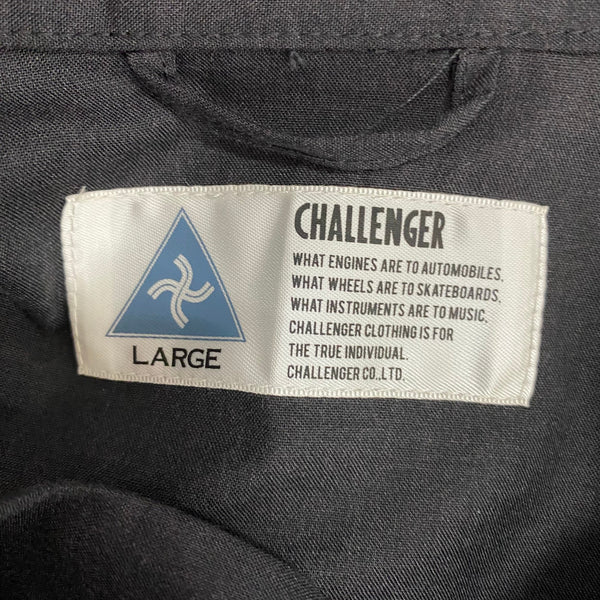 CHALLENGER
WHAT ENGINES ARE TO AUTOMOBILES.
WHAT WHEELS ARE TO SKATEBOARDS.
WHAT INSTRUMENTS ARE TO MUSIC.
CHALLENGER CLOTHING IS FOR
THE TRUE INDIVIDUAL.
CHALLENGER CO.,LTD.
LARGE